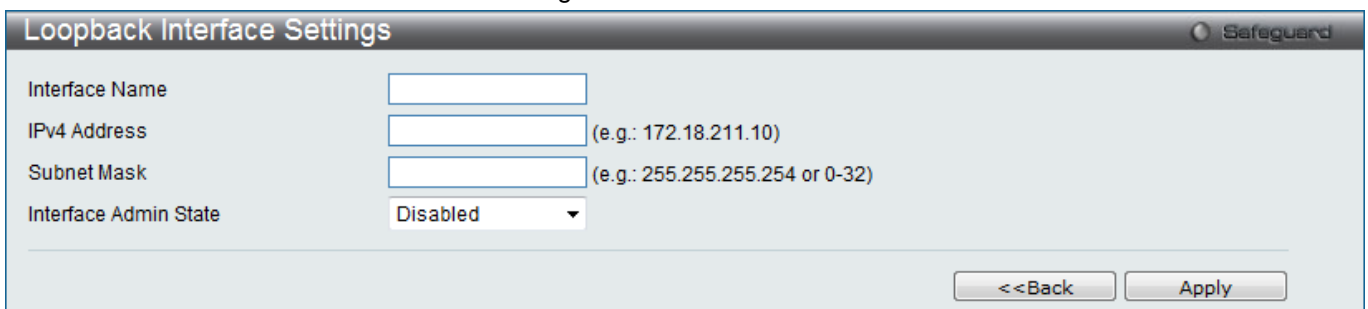 Loopback Interface Settings
Safeguard
Interface Name
IPv4 Address (e.g.: 172.18.211.10)
Subnet Mask (e.g.: 255.255.255.254 or 0-32)
Interface Admin State Disabled
<<Back Apply